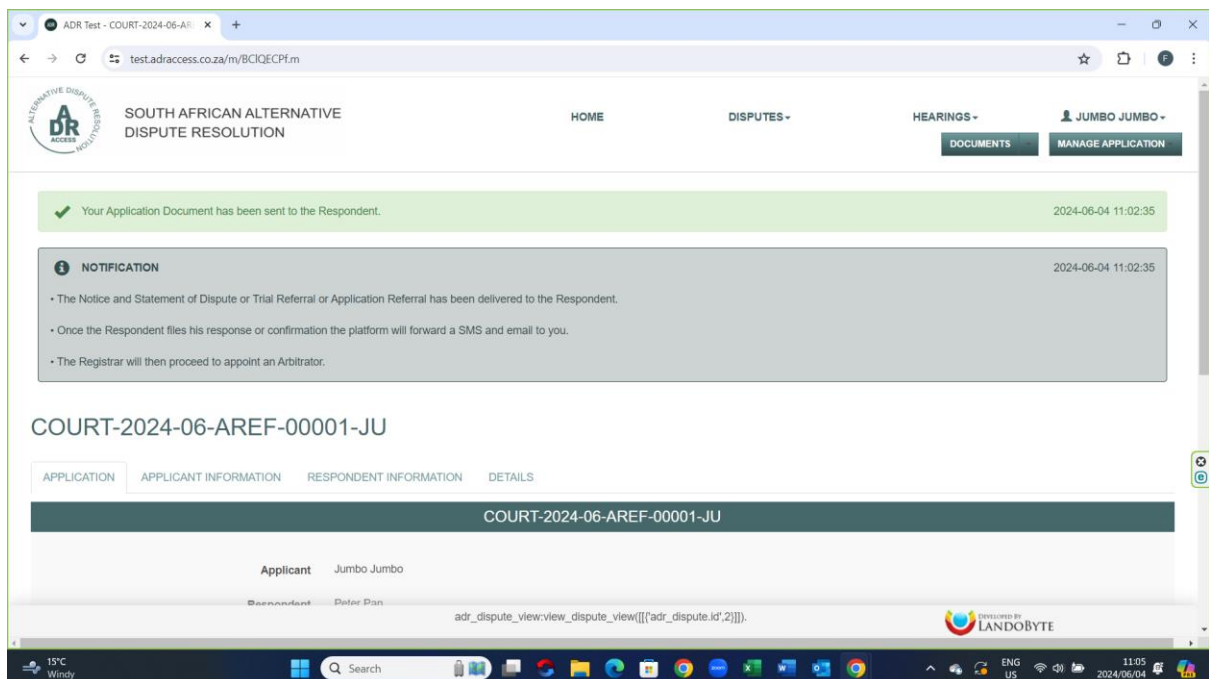 ADR Test - COURT-2024-06-AR
test.adraccess.co.za/m/BClQECPf.m
F
ALTERNATIVE DISPUTE RESOLUTION
ADR
ACCESS
SOUTH AFRICAN ALTERNATIVE
DISPUTE RESOLUTION
HOME
DISPUTES
HEARINGS
JUMBO JUMBO
DOCUMENTS
MANAGE APPLICATION
Your Application Document has been sent to the Respondent.
2024-06-04 11:02:35
NOTIFICATION
2024-06-04 11:02:35
• The Notice and Statement of Dispute or Trial Referral or Application Referral has been delivered to the Respondent.
• Once the Respondent files his response or confirmation the platform will forward a SMS and email to you.
• The Registrar will then proceed to appoint an Arbitrator.
COURT-2024-06-AREF-00001-JU
APPLICATION APPLICANT INFORMATION RESPONDENT INFORMATION DETAILS
COURT-2024-06-AREF-00001-JU
Applicant Jumbo Jumbo
Respondent Peter Pan
adr_dispute_view:view_dispute_view([[{'adr_dispute.id',2}]]).
DEVELOPED BY
LANDOBYTE
15°C
Windy
Search
ENG
US
11:05
2024/06/04